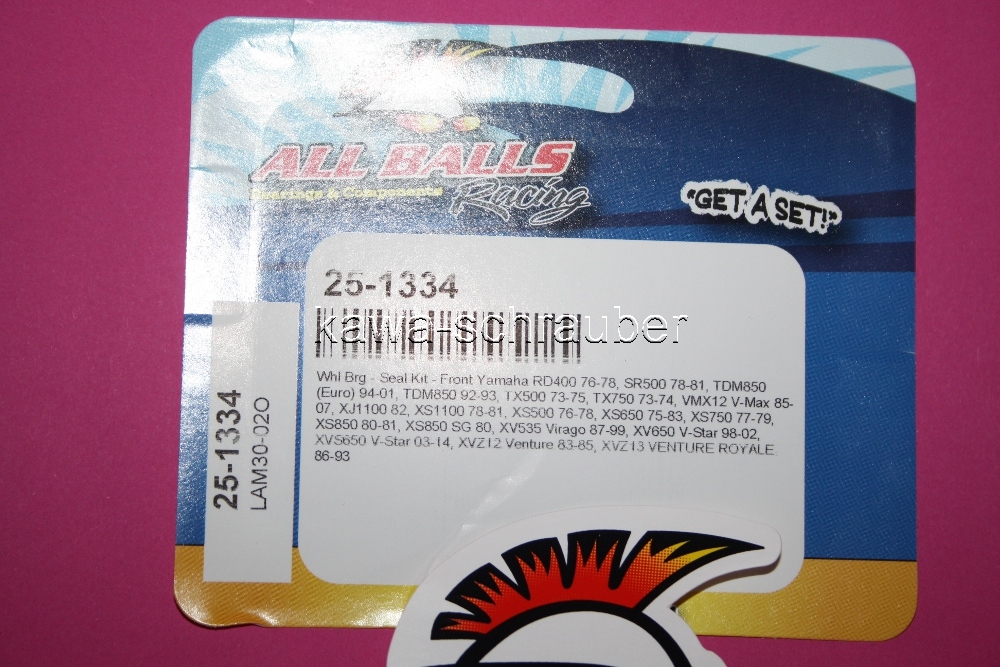 ALL BALLS
Bearings & Components
Racing
"GET A SET!"
25-1334
kawa-schrauber
Whl Brg - Seal Kit - Front Yamaha RD400 76-78, SR500 78-81, TDM850
(Euro) 94-01, TDM850 92-93, TX500 73-75, TX750 73-74, VMX12 V-Max 85-
07, XJ1100 82, XS1100 78-81, XS500 76-78, XS650 75-83, XS750 77-79,
XS850 80-81, XS850 SG 80, XV535 Virago 87-99, XV650 V-Star 98-02,
XVS650 V-Star 03-14, XVZ12 Venture 83-85, XVZ13 VENTURE ROYALE
86-93
25-1334
LAM30-02O